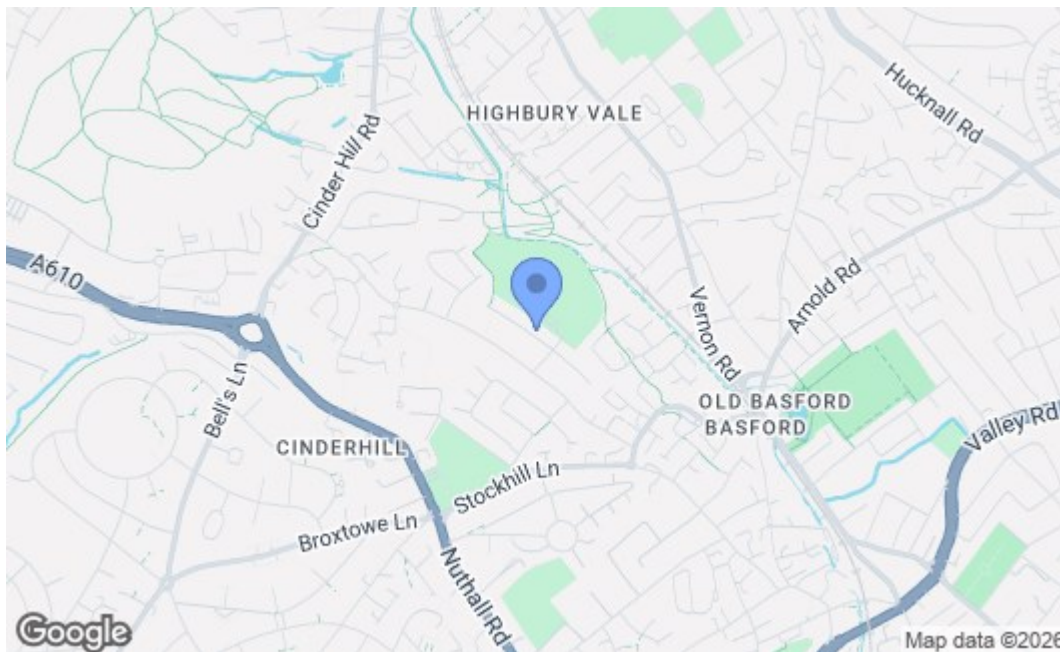 HIGHBURY VALE
Hucknall Rd
Cinder Hill Rd
A610
Arnold Rd
Vernon Rd
Bell's Ln
OLD BASFORD
BASFORD
Valley Rd
CINDERHILL
Stockhill Ln
Broxtowe Ln
Nuthall Rd
Google
Map data ©2026